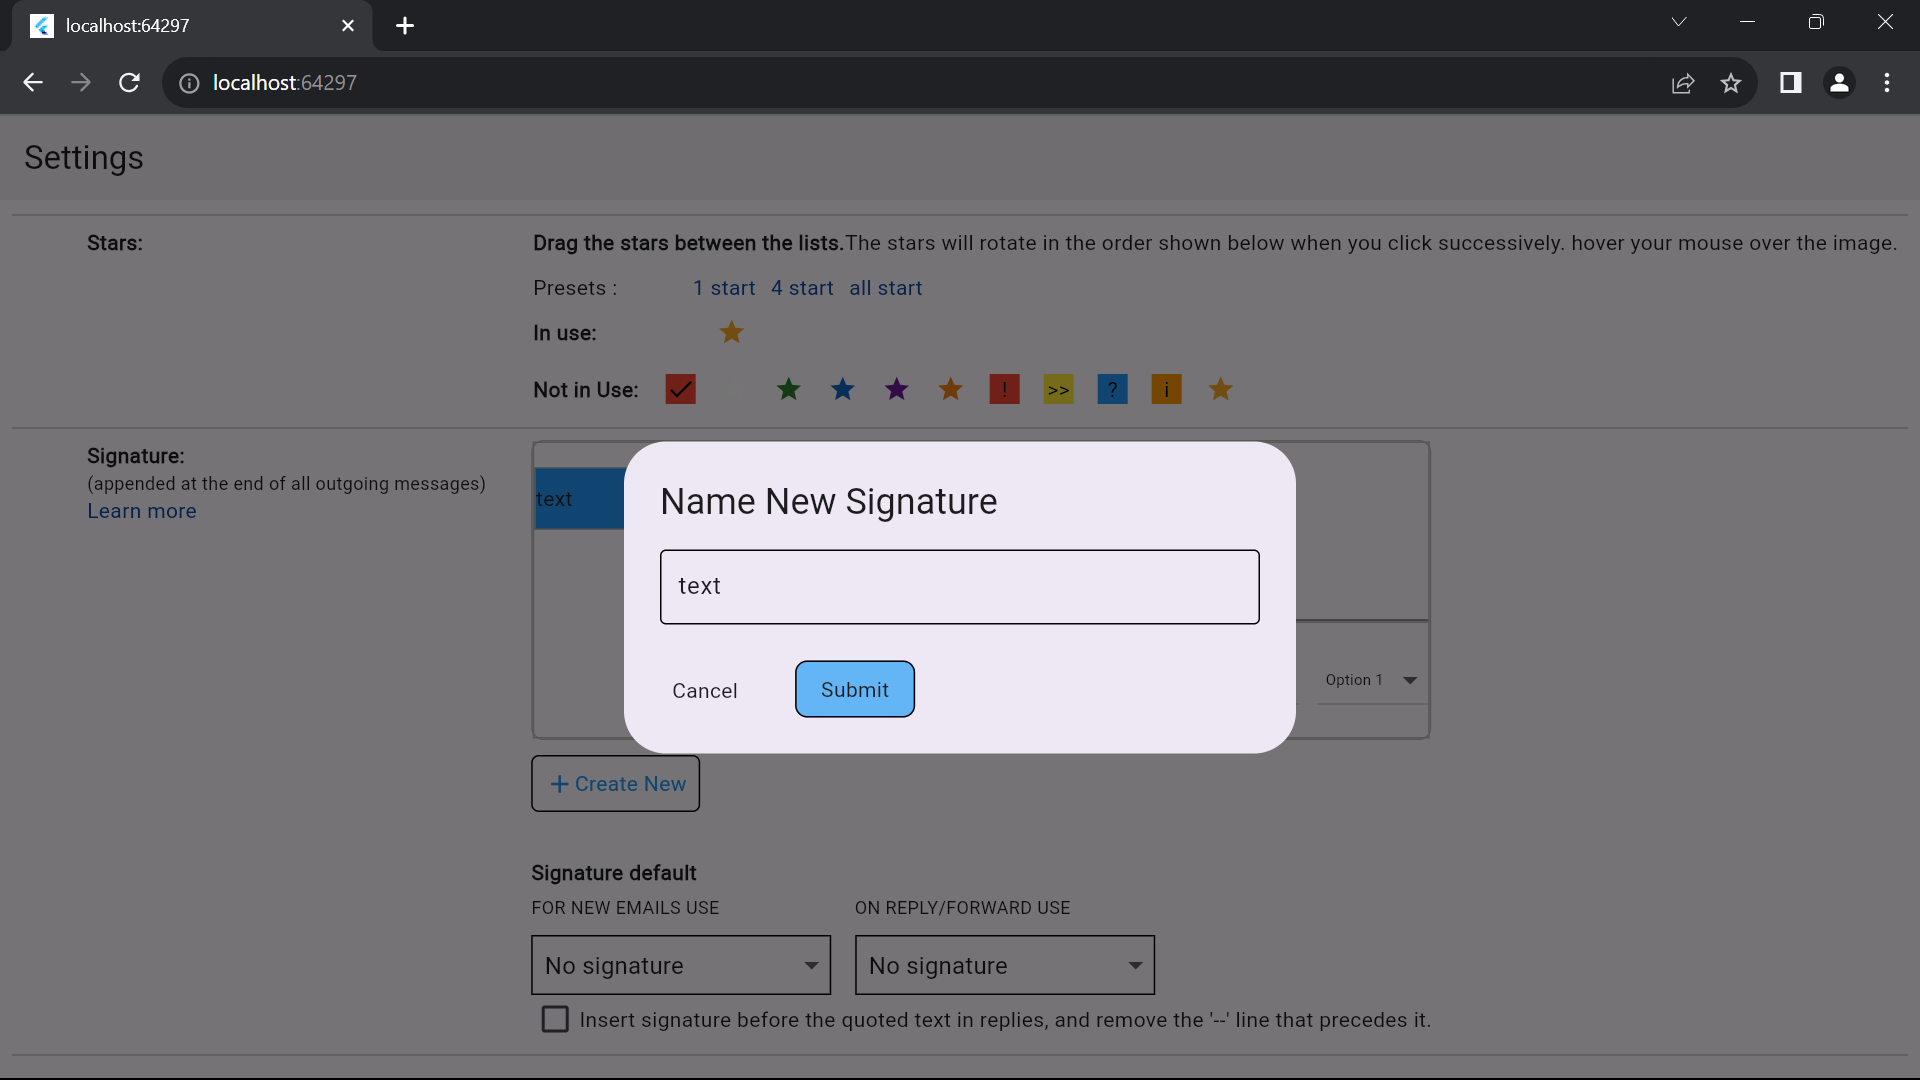 localhost:64297
localhost:64297
Settings
Stars:
Drag the stars between the lists.The stars will rotate in the order shown below when you click successively. hover your mouse over the image.
Presets : 1 start 4 start all start
In use:
Not in Use: ! >> ? i
Signature:
(appended at the end of all outgoing messages)
Learn more
text
Name New Signature
text
Cancel
Submit
Option 1
+ Create New
Signature default
FOR NEW EMAILS USE
ON REPLY/FORWARD USE
No signature
No signature
Insert signature before the quoted text in replies, and remove the '--' line that precedes it.